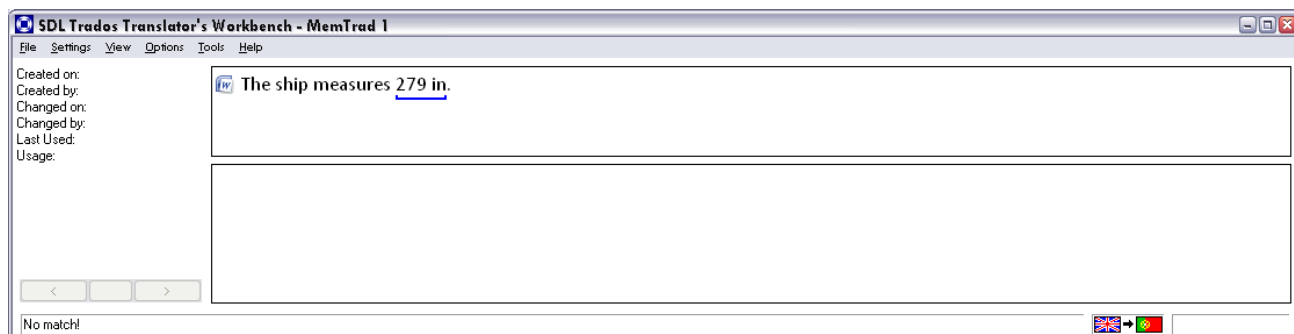 SDL Trados Translator's Workbench - MemTrad 1
File Settings View Options Tools Help
Created on:
Created by:
Changed on:
Changed by:
Last Used:
Usage:
The ship measures 279 in.
< >
No match!